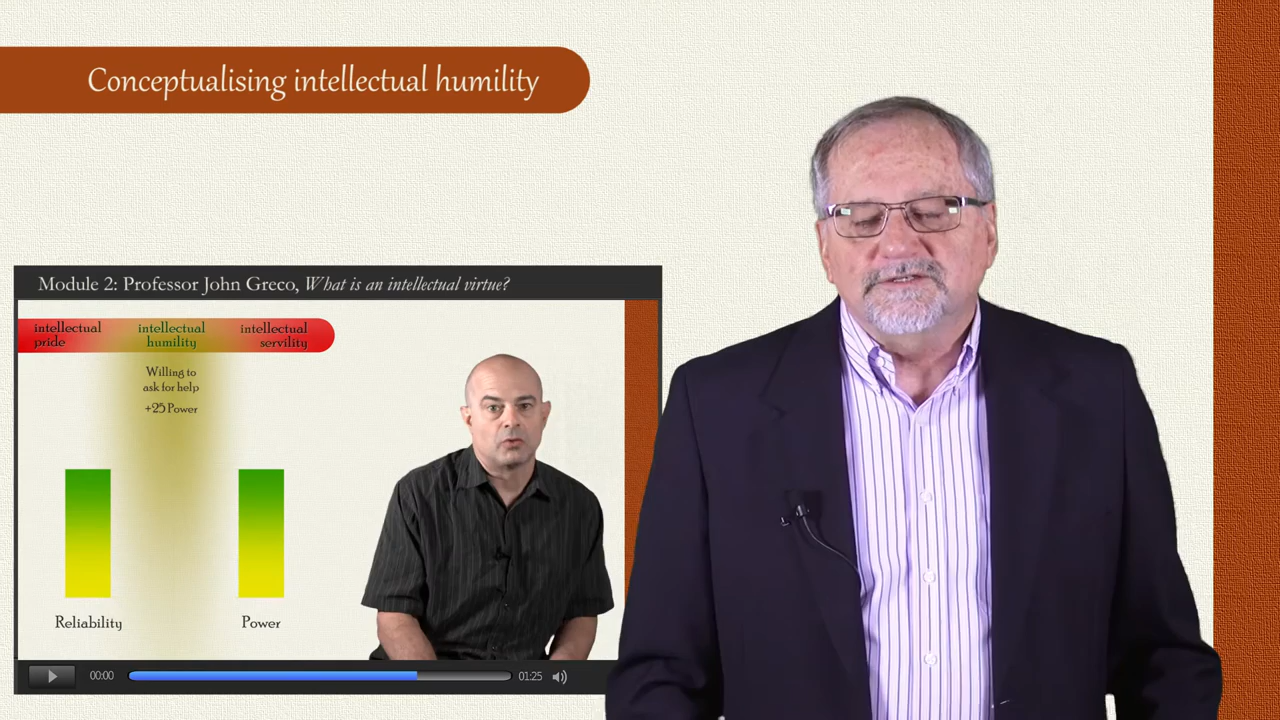 Conceptualising intellectual humility
Module 2: Professor John Greco, What is an intellectual virtue?
intellectual pride
intellectual humility
intellectual servility
Willing to
ask for help
+25 Power
Reliability
Power
00:00
01:25